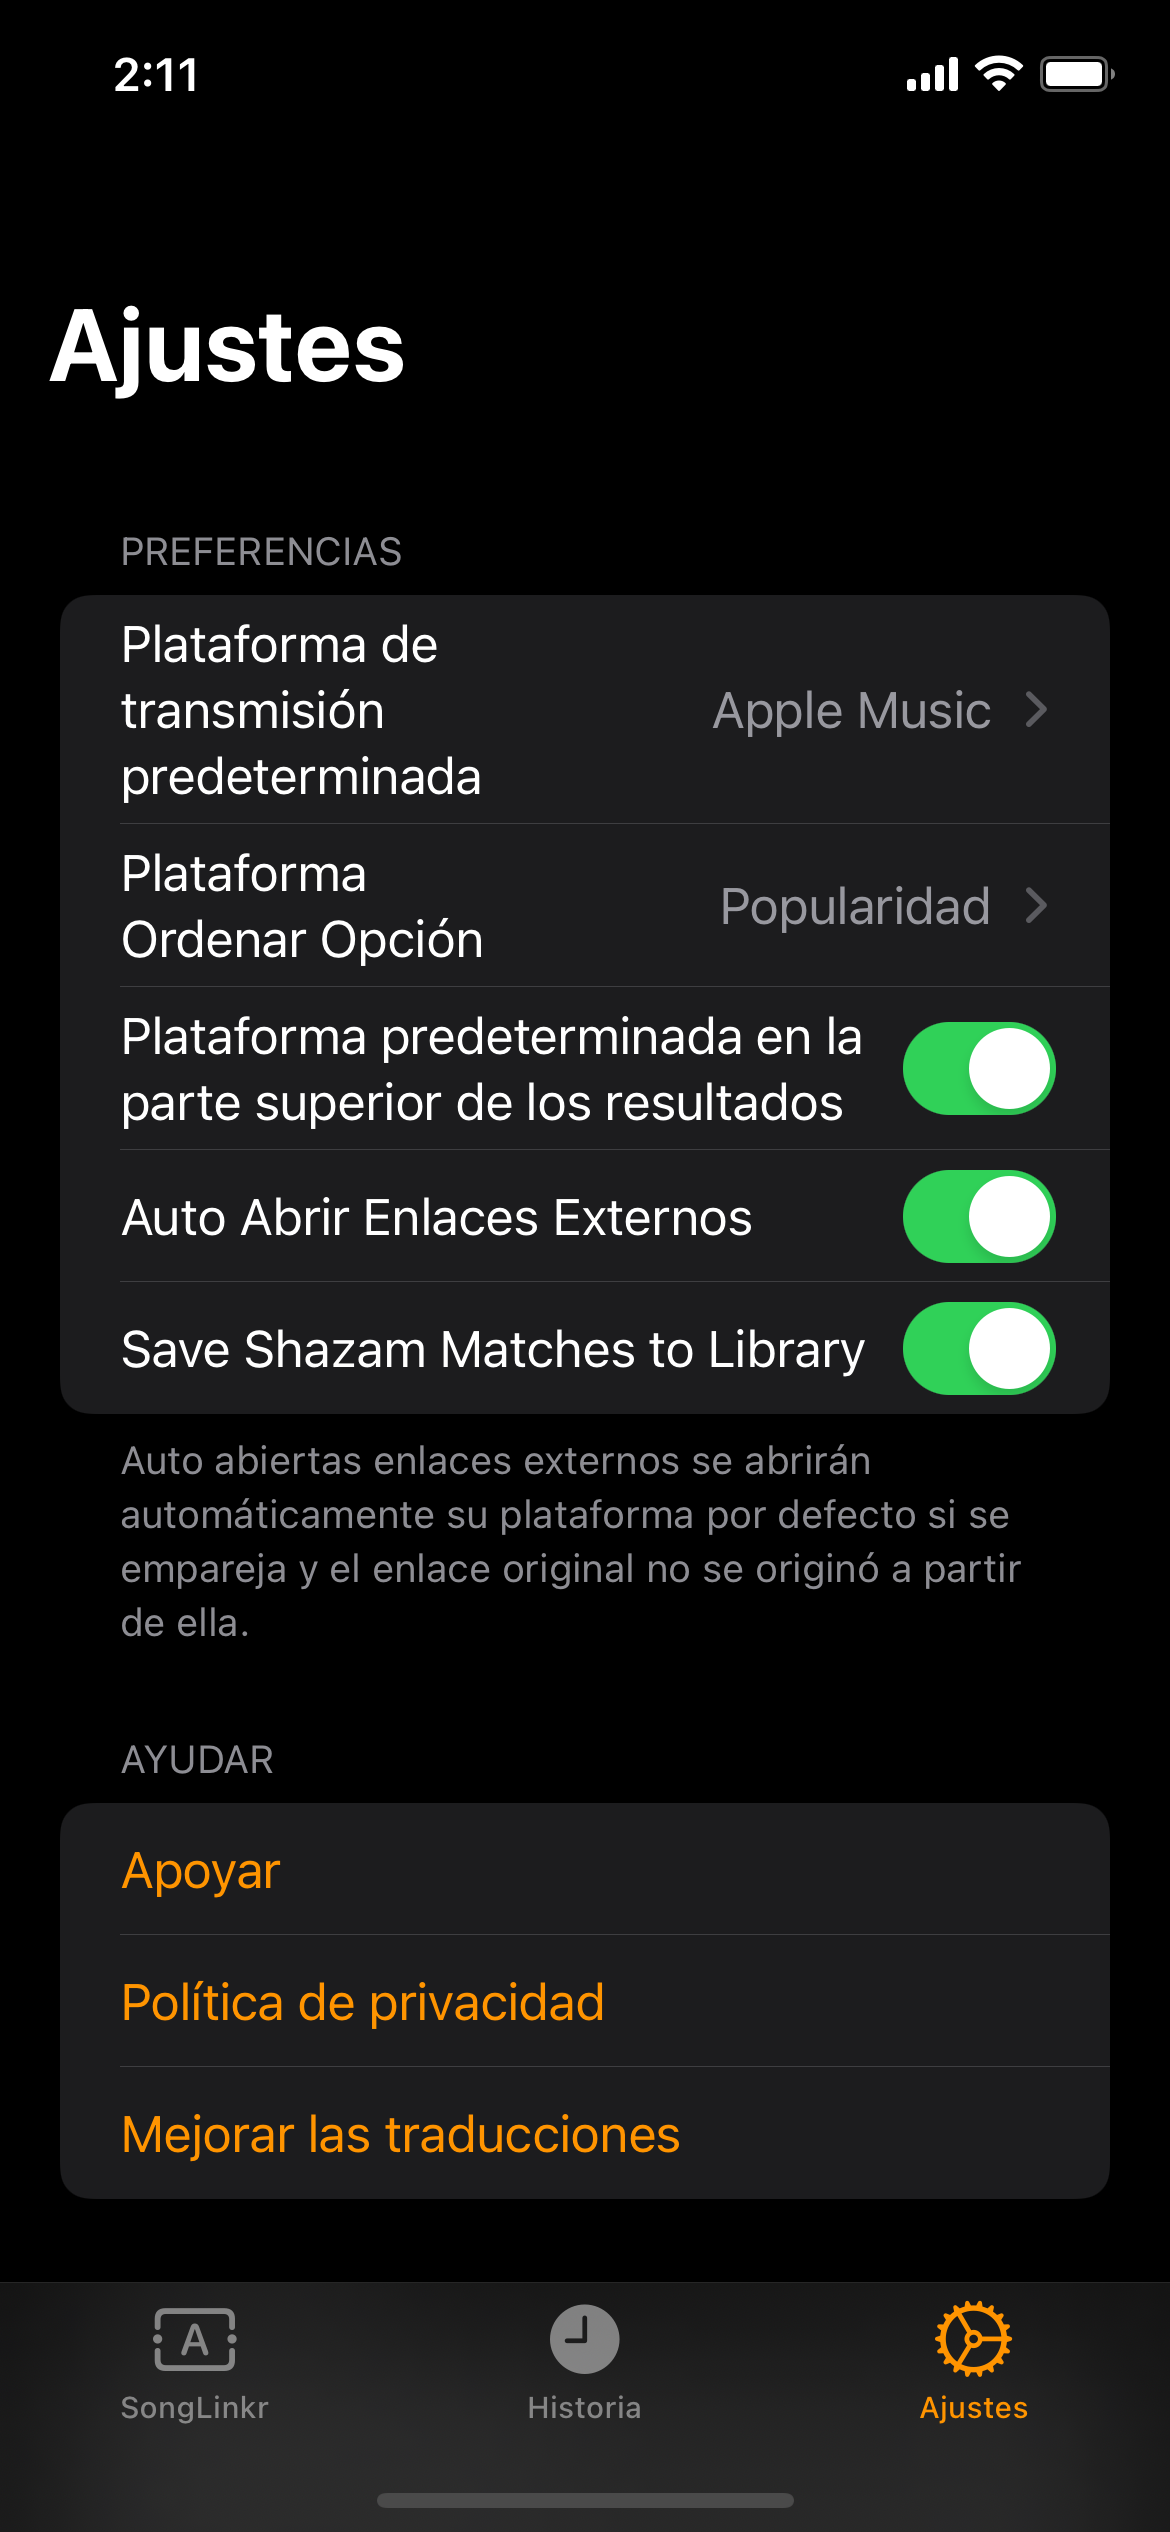 2:11
Ajustes
PREFERENCIAS
Plataforma de
transmisión
predeterminada
Apple Music
Plataforma
Ordenar Opción
Popularidad
Plataforma predeterminada en la
parte superior de los resultados
Auto Abrir Enlaces Externos
Save Shazam Matches to Library
Auto abiertas enlaces externos se abrirán
automáticamente su plataforma por defecto si se
empareja y el enlace original no se originó a partir
de ella.
AYUDAR
Apoyar
Política de privacidad
Mejorar las traducciones
A
SongLinkr
Historia
Ajustes